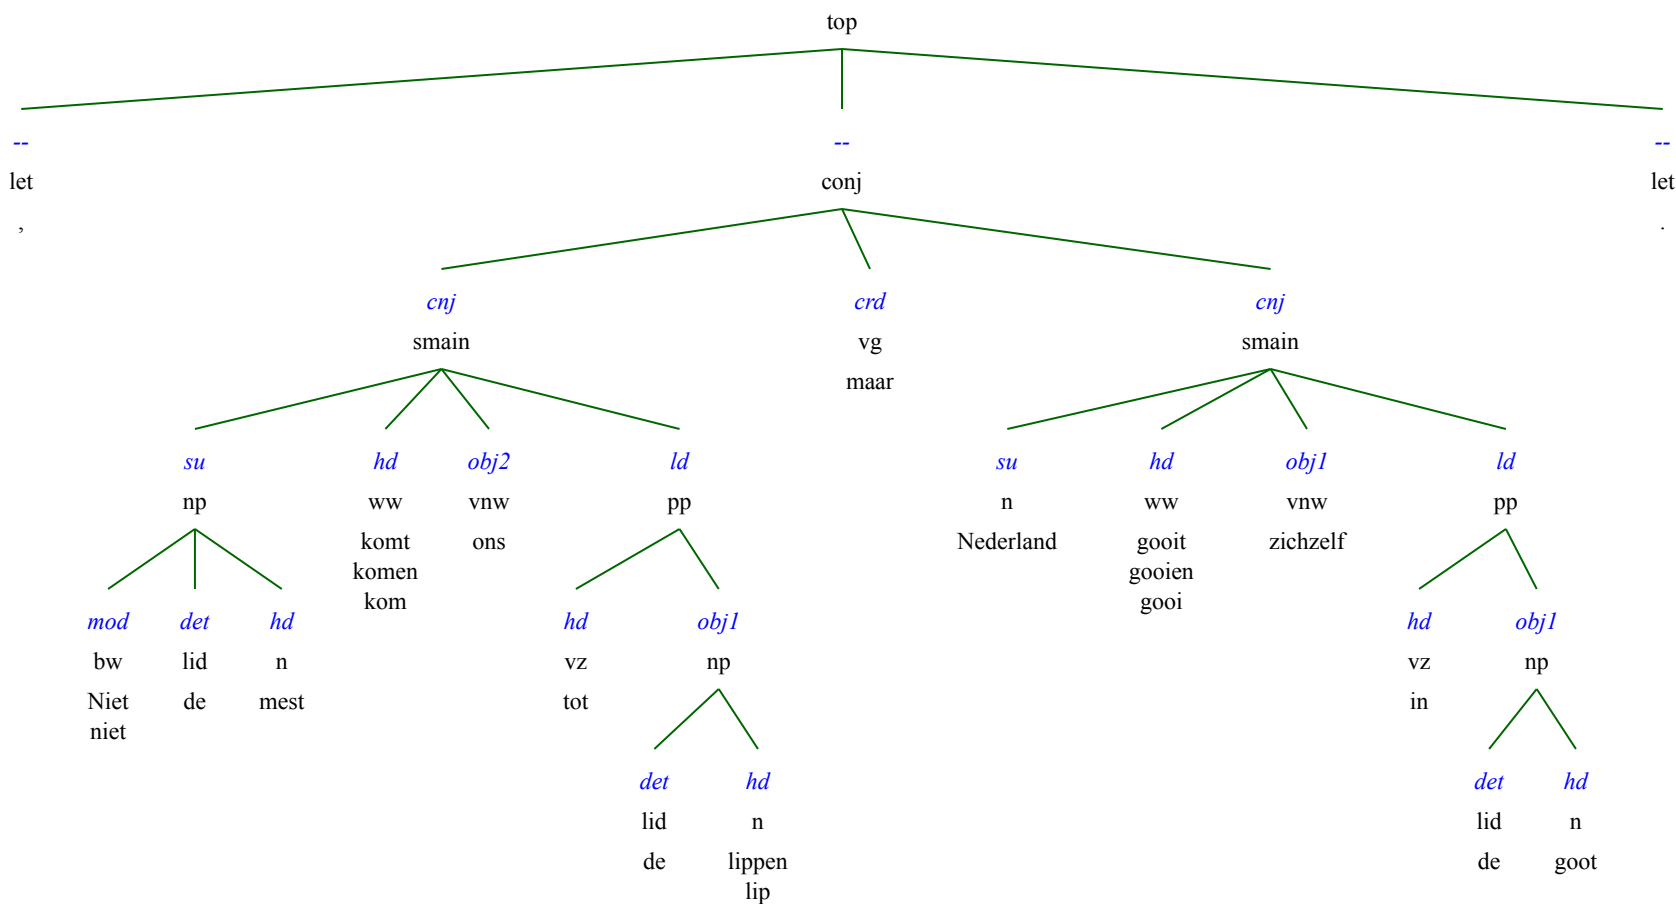 top
-- -- --
let conj let
, .
cnj crd cnj
smain vg smain
maar
su hd obj2 ld su hd obj1 ld
np ww vnw pp n ww vnw pp
komt ons Nederland gooit zichzelf
komen gooien
kom gooi
mod det hd hd obj1 hd obj1
bw lid n vz np vz np
Niet de mest tot in
niet
det hd det hd
lid n lid n
de lippen de goot
lip